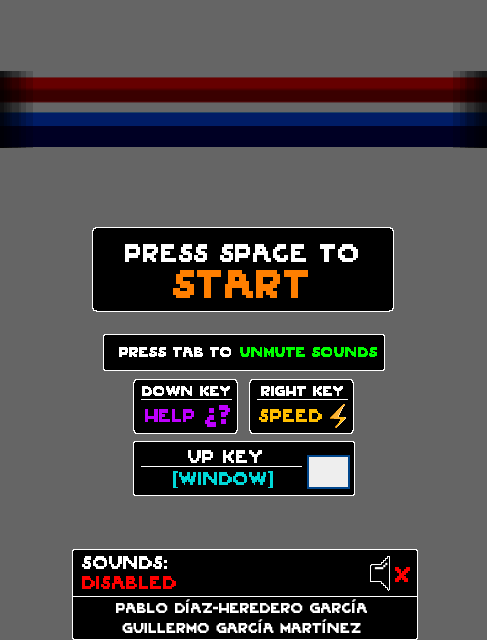 PRESS SPACE TO
START
PRESS TAB TO UNMUTE SOUNDS
DOWN KEY
HELP ¿?
RIGHT KEY
SPEED
UP KEY
[WINDOW]
SOUNDS:
DISABLED
PABLO DÍAZ-HEREDERO GARCÍA
GUILLERMO GARCÍA MARTÍNEZ